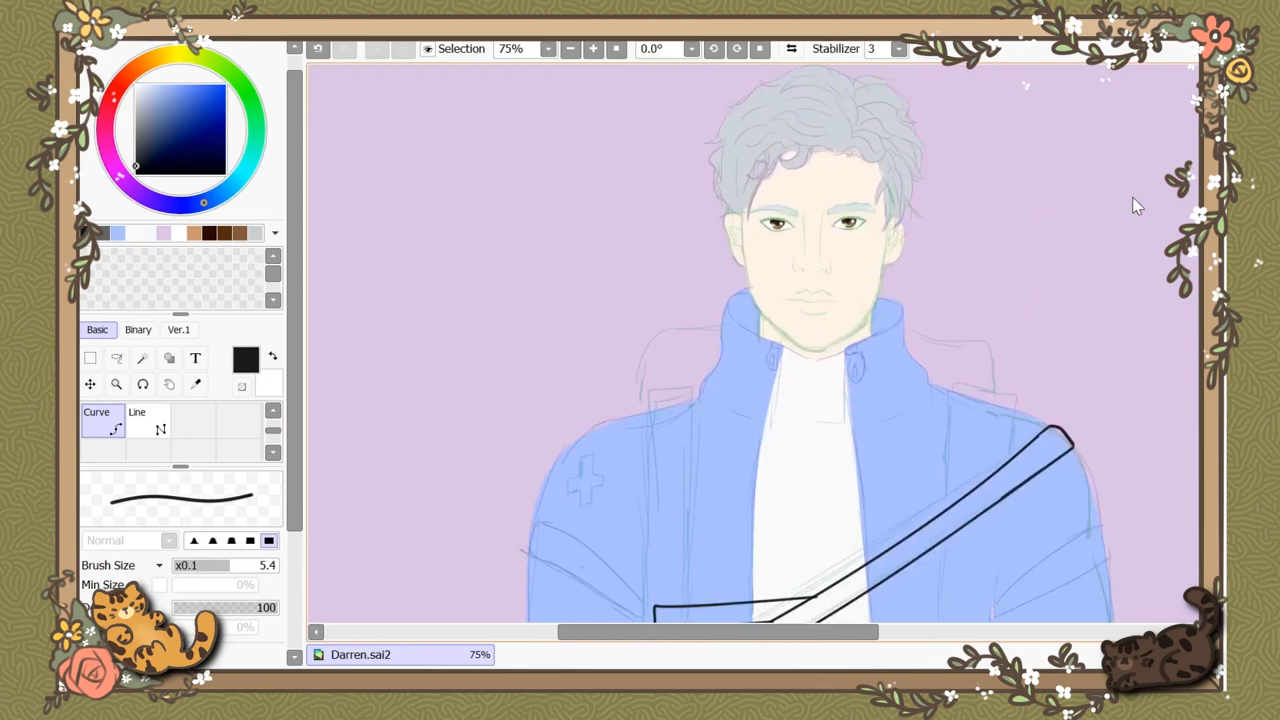 Selection 75% 0.0° Stabilizer 3
Basic Binary Ver.1
T
Curve Line
Normal
Brush Size x0.1 5.4
Min Size 0%
100
0%
Darren.sai2 75%